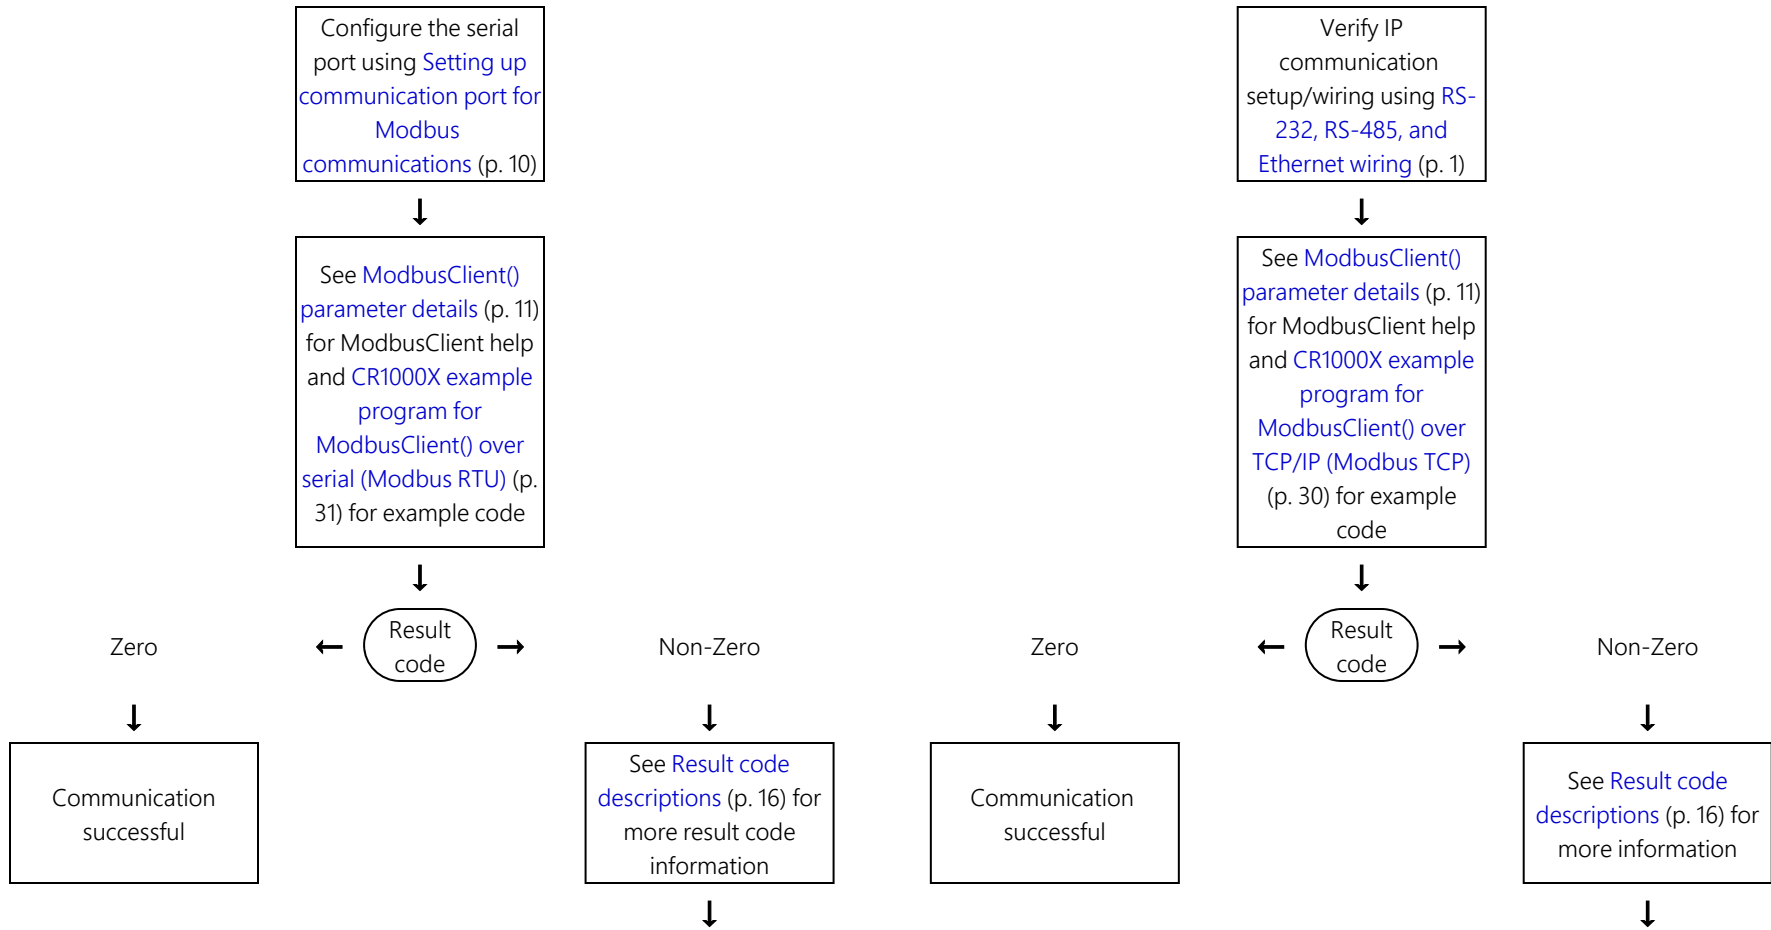 Configure the serial
port using Setting up
communication port for
Modbus
communications (p. 10)
See ModbusClient()
parameter details (p. 11)
for ModbusClient help
and CR1000X example
program for
ModbusClient() over
serial (Modbus RTU) (p.
31) for example code
Result
code
Zero
Non-Zero
Communication
successful
See Result code
descriptions (p. 16) for
more result code
information
Verify IP
communication
setup/wiring using RS-
232, RS-485, and
Ethernet wiring (p. 1)
See ModbusClient()
parameter details (p. 11)
for ModbusClient help
and CR1000X example
program for
ModbusClient() over
TCP/IP (Modbus TCP)
(p. 30) for example
code
Result
code
Zero
Non-Zero
Communication
successful
See Result code
descriptions (p. 16) for
more information